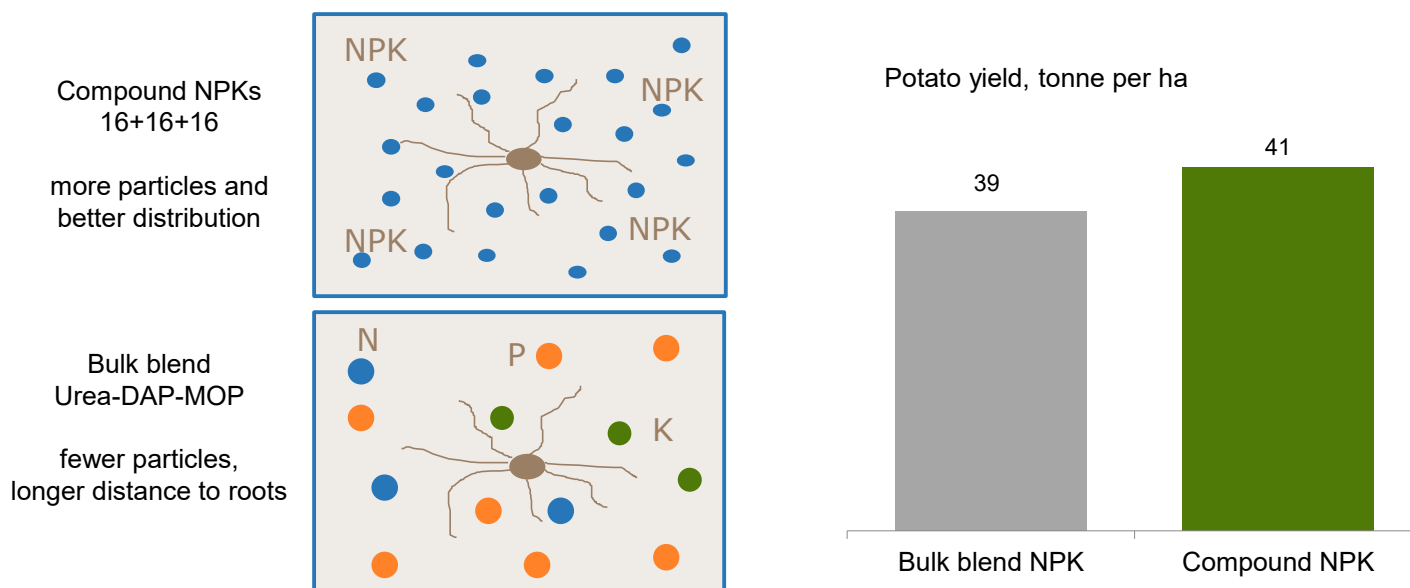 Compound NPKs
16+16+16
more particles and
better distribution
NPK
NPK
NPK
NPK
Bulk blend
Urea-DAP-MOP
fewer particles,
longer distance to roots
N
P
K
Potato yield, tonne per ha
39
41
Bulk blend NPK
Compound NPK